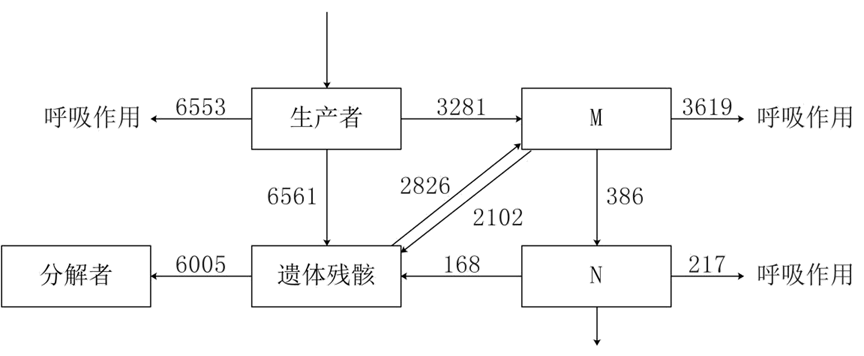 呼吸作用
6553
生产者
3281
M
3619
呼吸作用
6561
2826
2102
386
分解者
6005
遗体残骸
168
N
217
呼吸作用